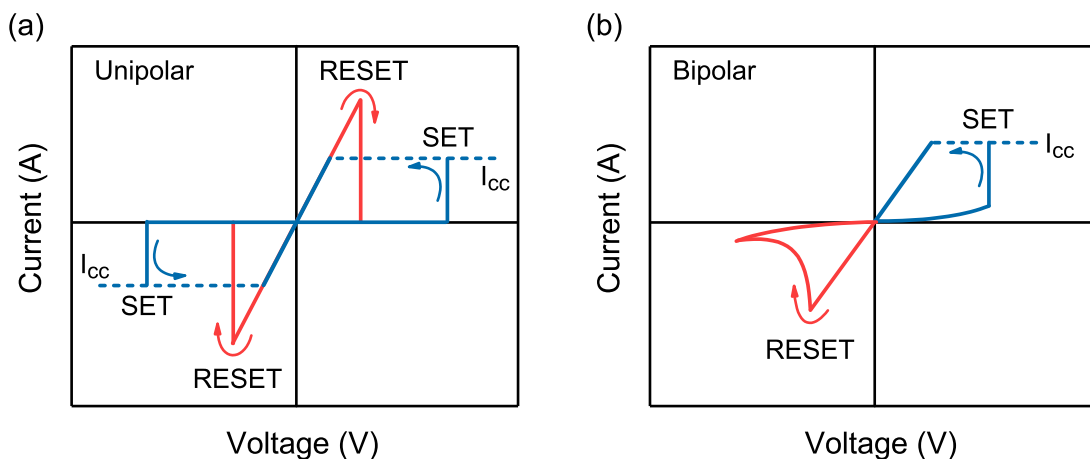 (a)
Unipolar
RESET
SET
I_CC
I_CC
SET
RESET
Current (A)
Voltage (V)
(b)
Bipolar
SET
I_CC
RESET
Current (A)
Voltage (V)